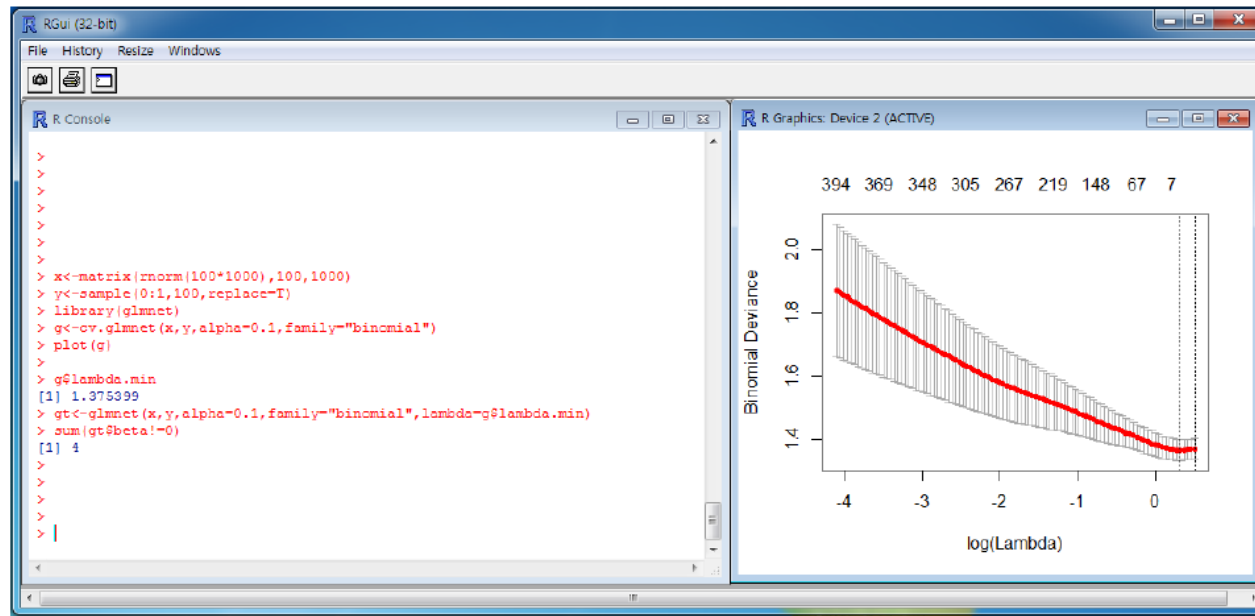 RGui (32-bit)
File History Resize Windows
R Console
>
>
>
>
>
>
>
> x<-matrix(rnorm(100*1000),100,1000)
> y<-sample(0:1,100,replace=T)
> library(glmnet)
> g<-cv.glmnet(x,y,alpha=0.1,family="binomial")
> plot(g)
>
> g$lambda.min
[1] 1.375399
> gt<-glmnet(x,y,alpha=0.1,family="binomial",lambda=g$lambda.min)
> sum(gt$beta!=0)
[1] 4
>
>
>
>
>
R Graphics: Device 2 (ACTIVE)
394 369 348 305 267 219 148 67 7
2.0
1.8
1.6
1.4
Binomial Deviance
-4 -3 -2 -1 0
log(Lambda)